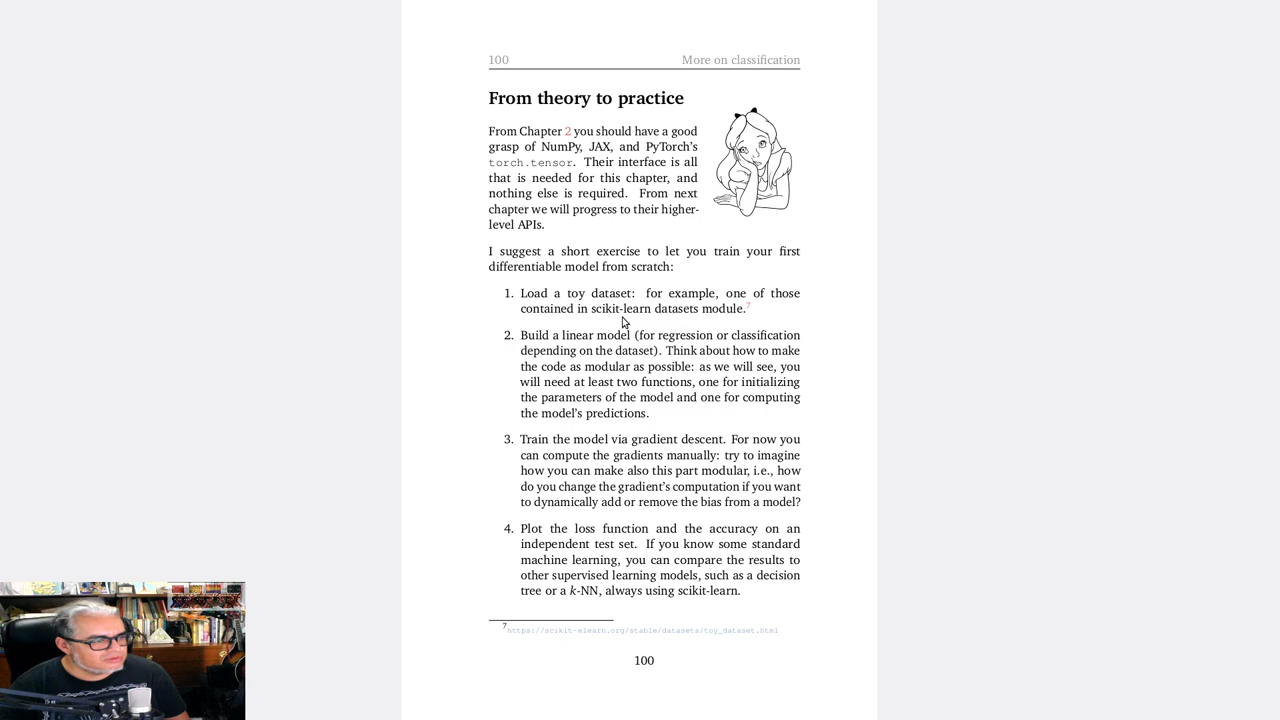 100 More on classification
From theory to practice
From Chapter 2 you should have a good
grasp of NumPy, JAX, and PyTorch's
torch.tensor. Their interface is all
that is needed for this chapter, and
nothing else is required. From next
chapter we will progress to their higher-
level APIs.
I suggest a short exercise to let you train your first
differentiable model from scratch:
1. Load a toy dataset: for example, one of those
contained in scikit-learn datasets module.7
2. Build a linear model (for regression or classification
depending on the dataset). Think about how to make
the code as modular as possible: as we will see, you
will need at least two functions, one for initializing
the parameters of the model and one for computing
the model's predictions.
3. Train the model via gradient descent. For now you
can compute the gradients manually: try to imagine
how you can make also this part modular, i.e., how
do you change the gradient's computation if you want
to dynamically add or remove the bias from a model?
4. Plot the loss function and the accuracy on an
independent test set. If you know some standard
machine learning, you can compare the results to
other supervised learning models, such as a decision
tree or a k-NN, always using scikit-learn.
7 https://scikit-elearn.org/stable/datasets/toy_dataset.html
100